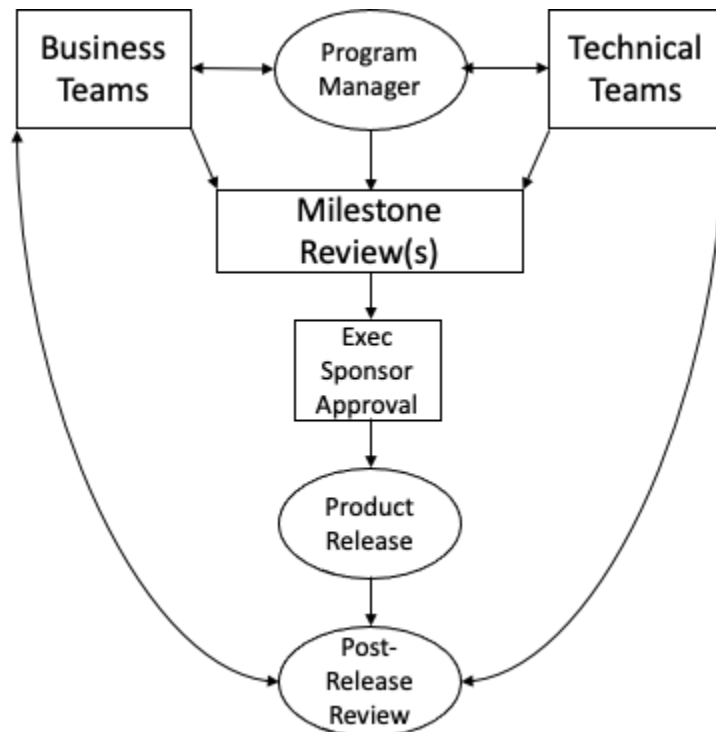 Business
Teams
Program
Manager
Technical
Teams
Milestone
Review(s)
Exec
Sponsor
Approval
Product
Release
Post-
Release
Review